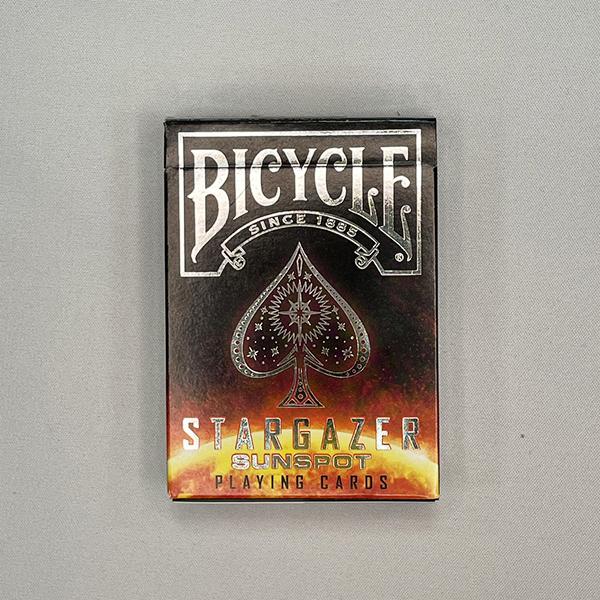 BICYCLE
®
SINCE 1885
STARGAZER
SUNSPOT
PLAYING CARDS